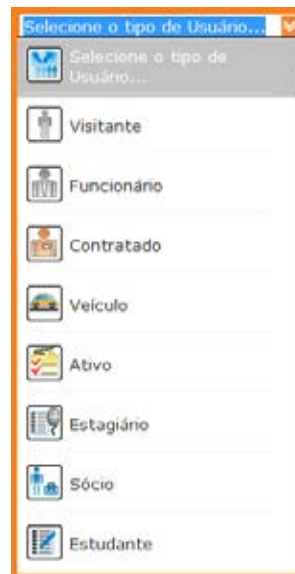 Selecione o tipo de Usuário...
Selecione o tipo de
Usuário...
Visitante
Funcionário
Contratado
Veículo
Ativo
Estagiário
Sócio
Estudante